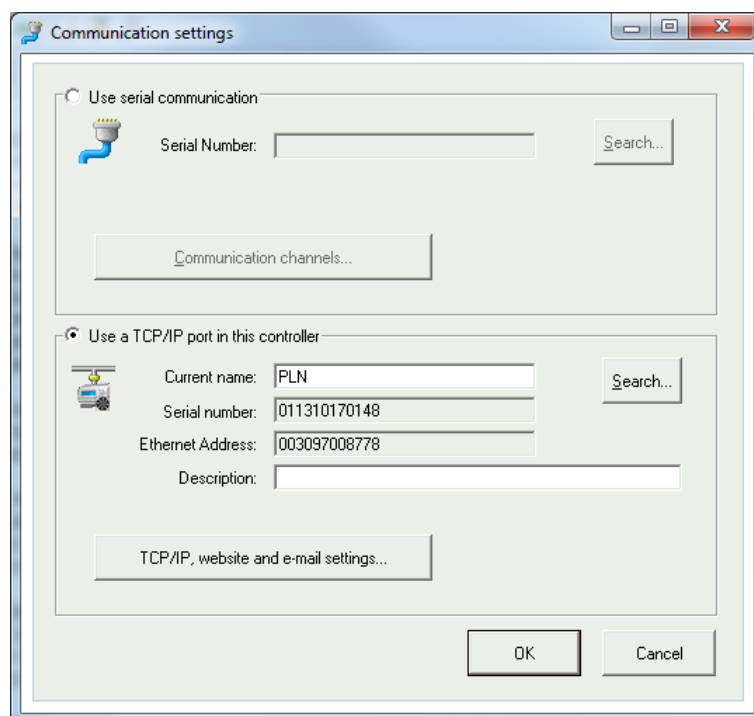 Communication settings
Use serial communication
Serial Number:
Search...
Communication channels...
Use a TCP/IP port in this controller
Current name: PLN
Search...
Serial number: 011310170148
Ethernet Address: 003097008778
Description:
TCP/IP, website and e-mail settings...
OK Cancel